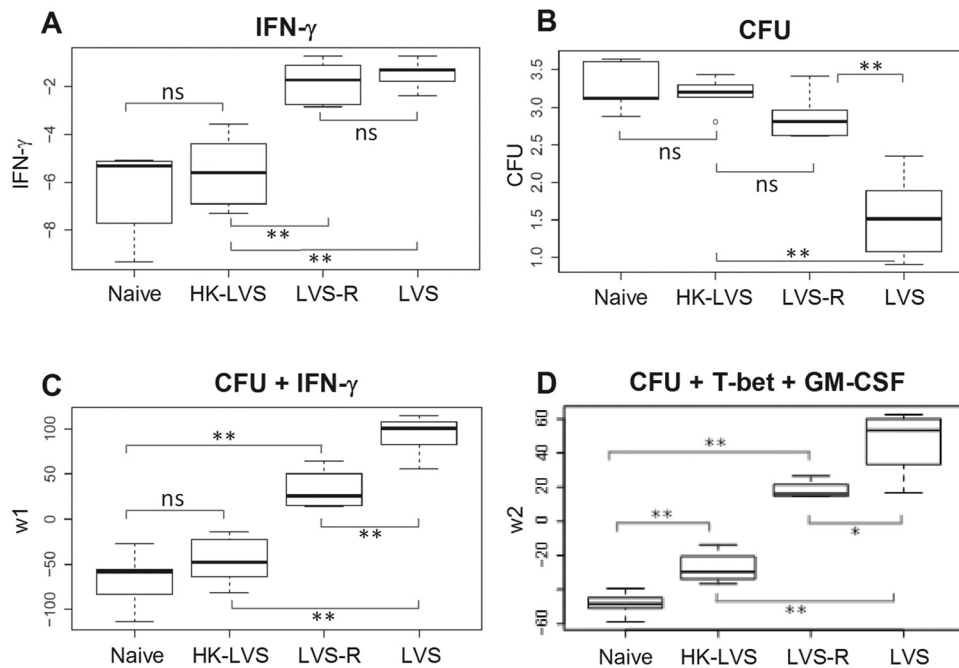 A
IFN-γ
IFN-γ
-2
-4
-6
-8
ns
ns
**
**
Naive HK-LVS LVS-R LVS
B
CFU
CFU
3.5
3.0
2.5
2.0
1.5
1.0
**
ns
ns
**
Naive HK-LVS LVS-R LVS
C
CFU + IFN-γ
w1
100
50
0
-50
-100
**
ns
**
**
Naive HK-LVS LVS-R LVS
D
CFU + T-bet + GM-CSF
w2
60
40
20
0
-20
-60
**
**
*
**
Naive HK-LVS LVS-R LVS